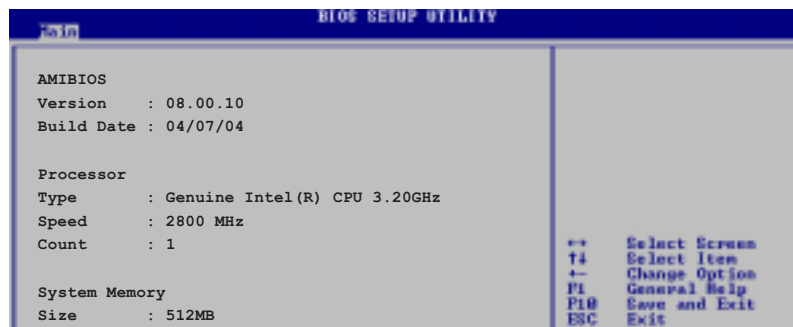 BIOS SETUP UTILITY
Main
AMIBIOS
Version : 08.00.10
Build Date : 04/07/04
Processor
Type : Genuine Intel(R) CPU 3.20GHz
Speed : 2800 MHz
Count : 1
System Memory
Size : 512MB
←→ Select Screen
↑↓ Select Item
←- Change Option
F1 General Help
F10 Save and Exit
ESC Exit